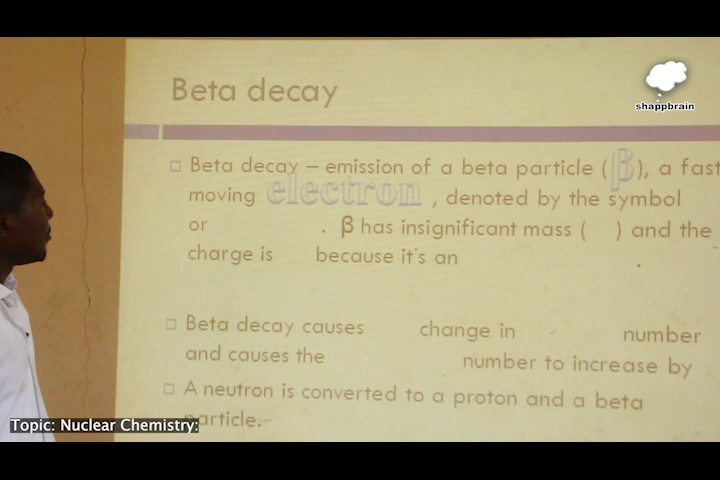 shappbrain
Beta decay
Beta decay – emission of a beta particle (β), a fast
moving electron , denoted by the symbol
or . β has insignificant mass ( ) and the
charge is because it's an .
Beta decay causes change in number
and causes the number to increase by
A neutron is converted to a proton and a beta
particle.
Topic: Nuclear Chemistry: